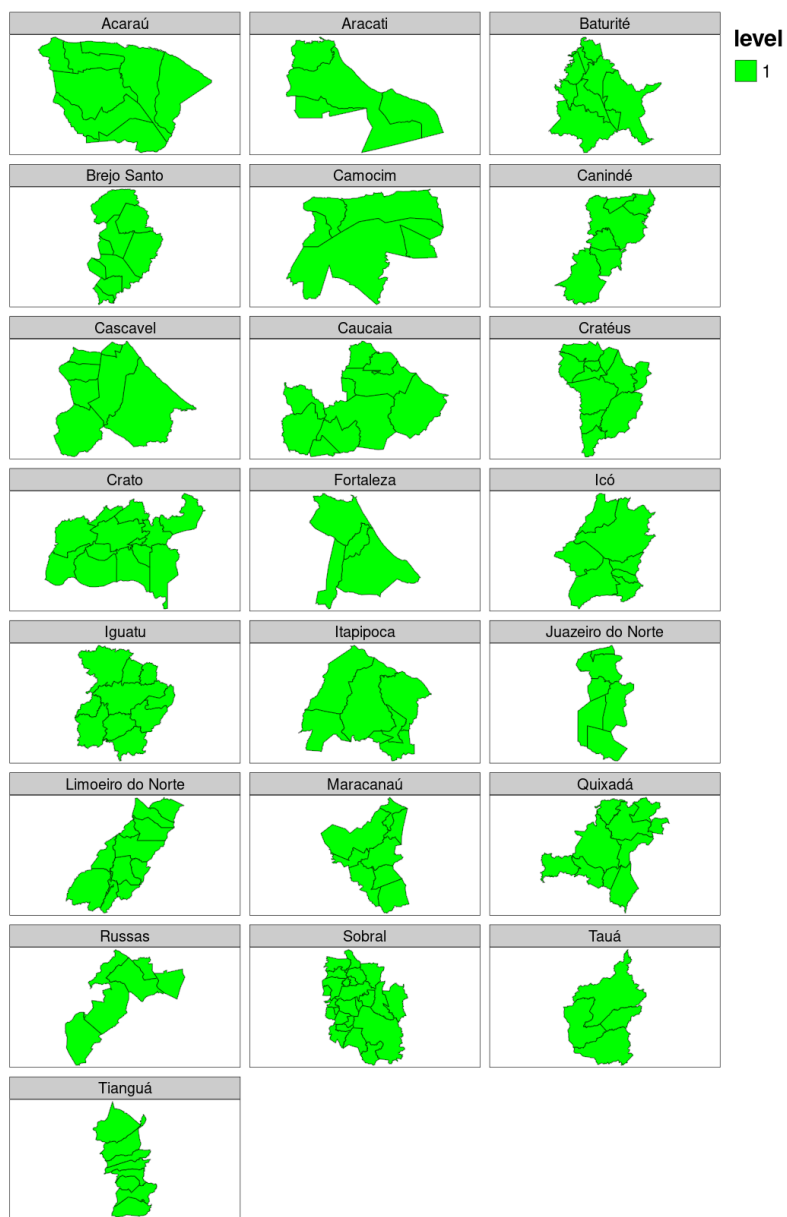 Acaraú
Aracati
Baturité
level
1
Brejo Santo
Camocim
Canindé
Cascavel
Caucaia
Cratéus
Crato
Fortaleza
Icó
Iguatu
Itapipoca
Juazeiro do Norte
Limoeiro do Norte
Maracanaú
Quixadá
Russas
Sobral
Tauá
Tianguá